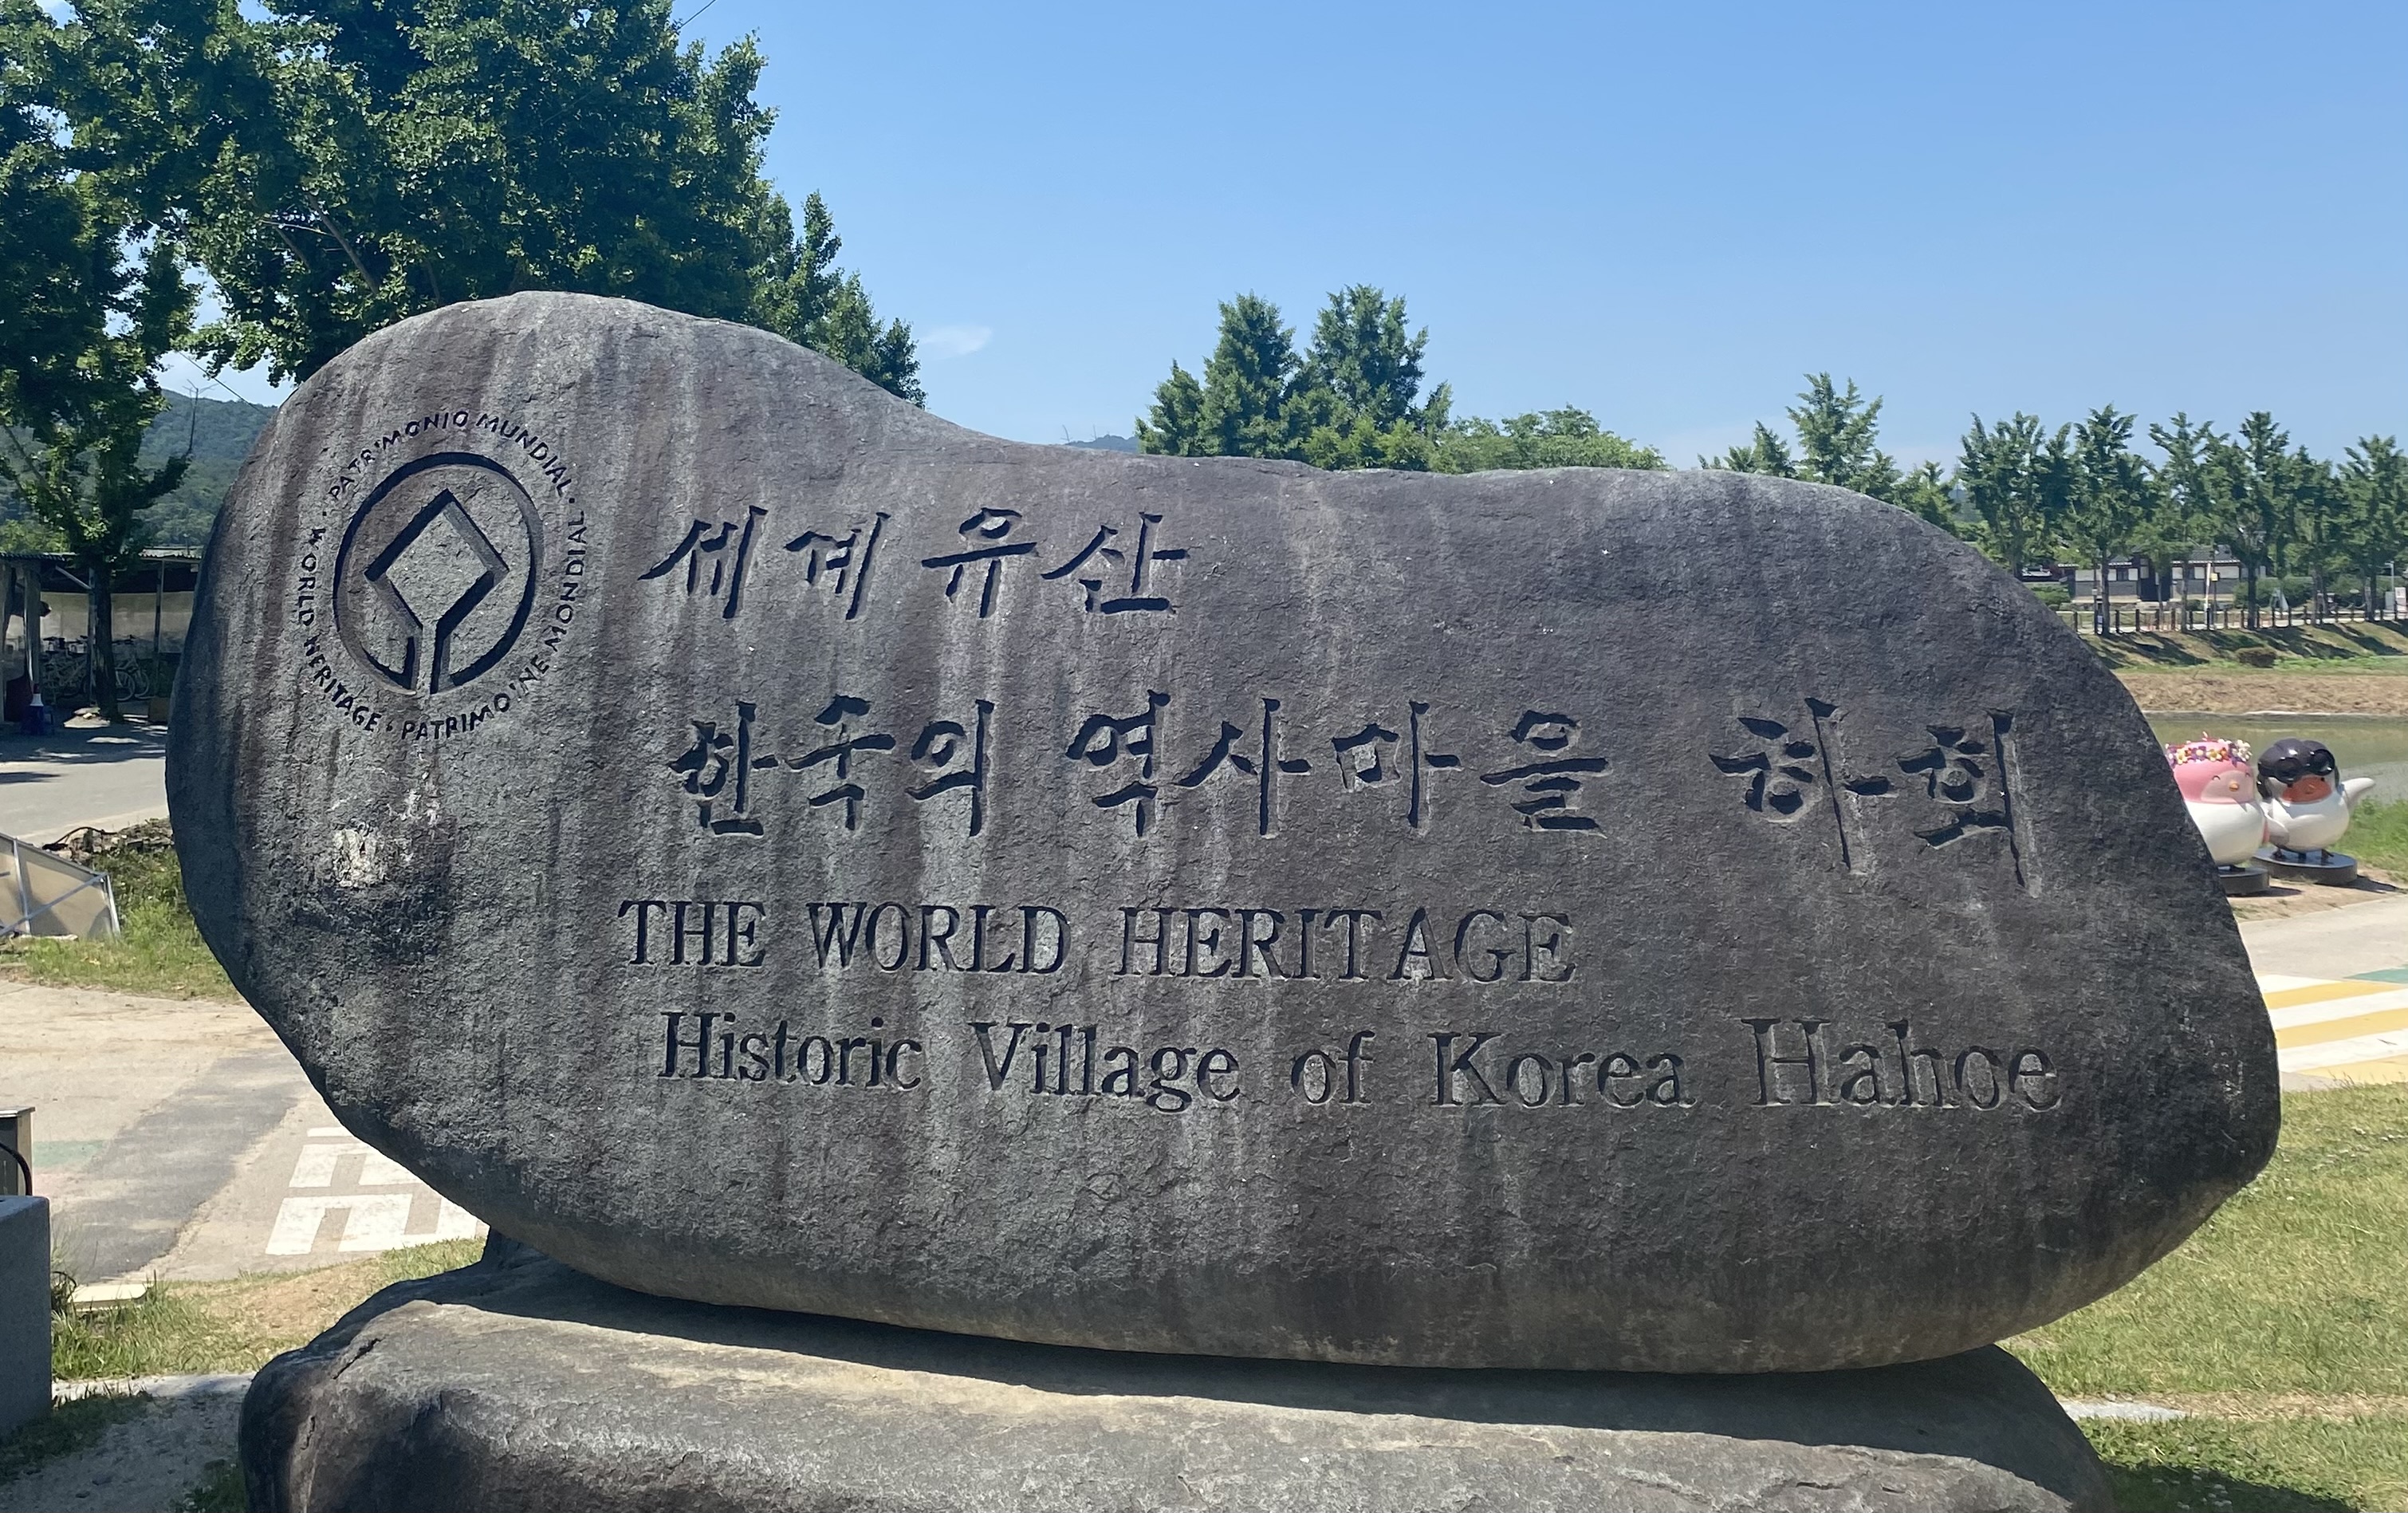 PATRIMONIO MUNDIAL • WORLD HERITAGE • PATRIMOINE MONDIAL •
세계유산
한국의 역사마을 하회
THE WORLD HERITAGE
Historic Village of Korea Hahoe